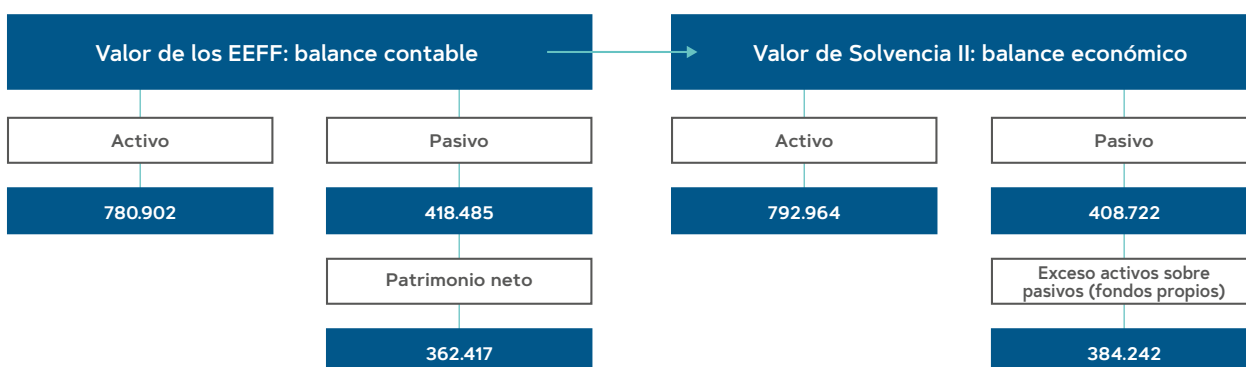 Valor de los EEFF: balance contable
Valor de Solvencia II: balance económico
Activo
Pasivo
Activo
Pasivo
780.902
418.485
792.964
408.722
Patrimonio neto
Exceso activos sobre
pasivos (fondos propios)
362.417
384.242